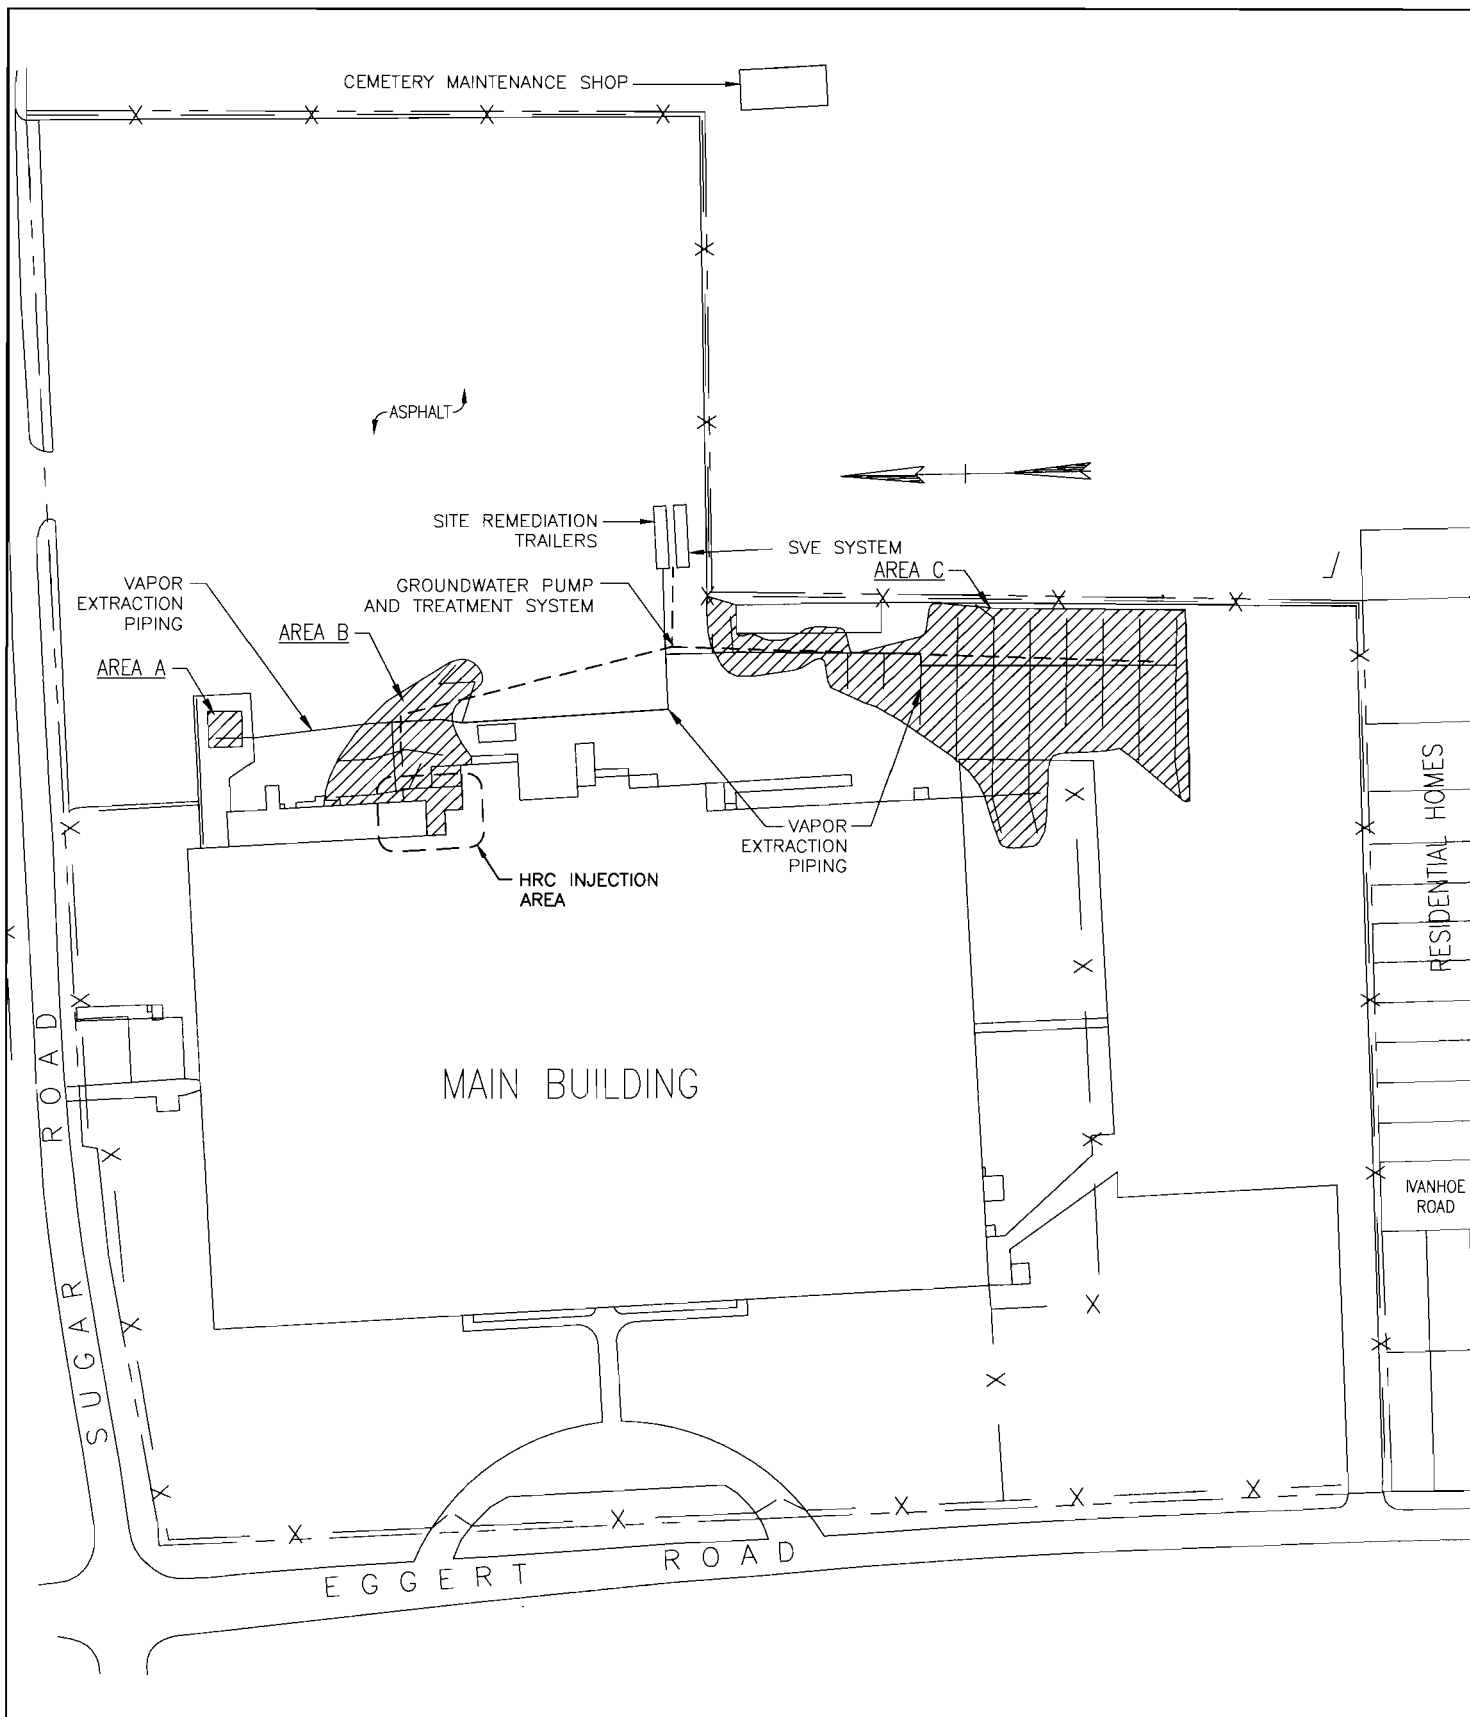 CEMETERY MAINTENANCE SHOP
ASPHALT
SITE REMEDIATION
TRAILERS
SVE SYSTEM
AREA C
VAPOR
EXTRACTION
PIPING
GROUNDWATER PUMP
AND TREATMENT SYSTEM
AREA B
AREA A
VAPOR
EXTRACTION
PIPING
HRC INJECTION
AREA
RESIDENTIAL HOMES
MAIN BUILDING
IVANHOE
ROAD
SUGAR ROAD
EGGERT ROAD